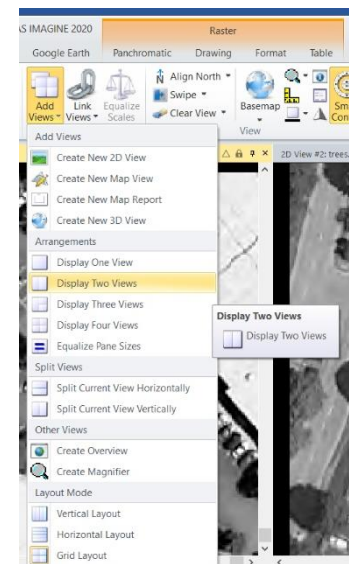 AS IMAGINE 2020
Raster
Google Earth Panchromatic Drawing Format Table
Add Views
Link Views
Equalize Scales
Align North
Swipe
Clear View
Basemap
View
Add Views
Create New 2D View
Create New Map View
Create New Map Report
Create New 3D View
2D View #2: trees
Arrangements
Display One View
Display Two Views
Display Three Views
Display Four Views
Equalize Pane Sizes
Display Two Views
Display Two Views
Split Views
Split Current View Horizontally
Split Current View Vertically
Other Views
Create Overview
Create Magnifier
Layout Mode
Vertical Layout
Horizontal Layout
Grid Layout